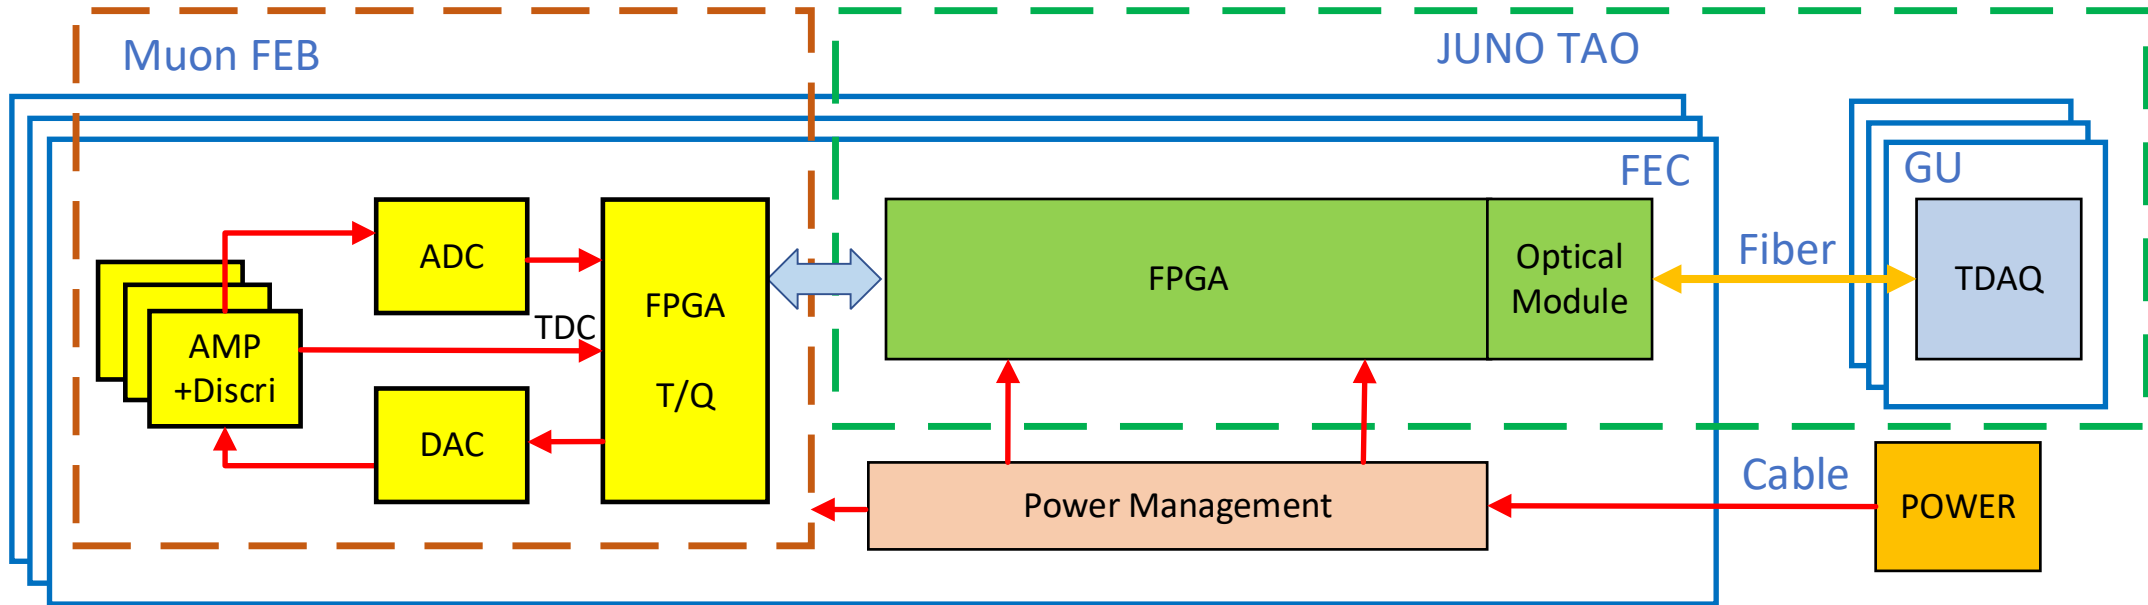 Muon FEB
JUNO TAO
FEC
GU
ADC
FPGA
T/Q
TDC
AMP
+Discri
DAC
FPGA
Optical
Module
Fiber
TDAQ
Power Management
Cable
POWER